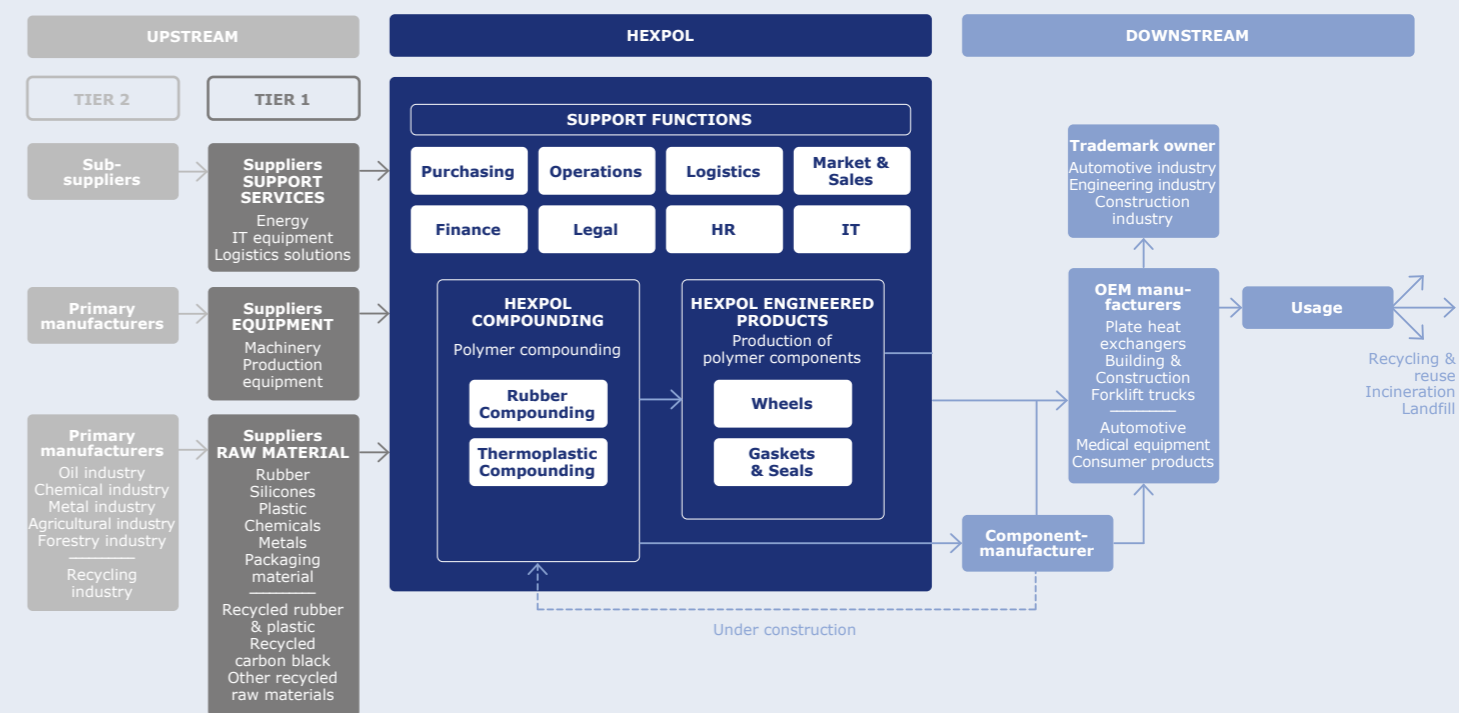 UPSTREAM
HEXPOL
DOWNSTREAM
TIER 2
TIER 1
Sub-
suppliers
Suppliers
SUPPORT
SERVICES
Energy
IT equipment
Logistics solutions
Primary
manufacturers
Suppliers
EQUIPMENT
Machinery
Production
equipment
Primary
manufacturers
Oil industry
Chemical industry
Metal industry
Agricultural industry
Forestry industry
Recycling
industry
Suppliers
RAW MATERIAL
Rubber
Silicones
Plastic
Chemicals
Metals
Packaging
material
Recycled rubber
& plastic
Recycled
carbon black
Other recycled
raw materials
SUPPORT FUNCTIONS
Purchasing
Operations
Logistics
Market &
Sales
Finance
Legal
HR
IT
HEXPOL
COMPOUNDING
Polymer compounding
Rubber
Compounding
Thermoplastic
Compounding
HEXPOL ENGINEERED
PRODUCTS
Production of
polymer components
Wheels
Gaskets
& Seals
Under construction
Component-
manufacturer
Trademark owner
Automotive industry
Engineering industry
Construction
industry
OEM manu-
facturers
Plate heat
exchangers
Building &
Construction
Forklift trucks
Automotive
Medical equipment
Consumer products
Usage
Recycling &
reuse
Incineration
Landfill